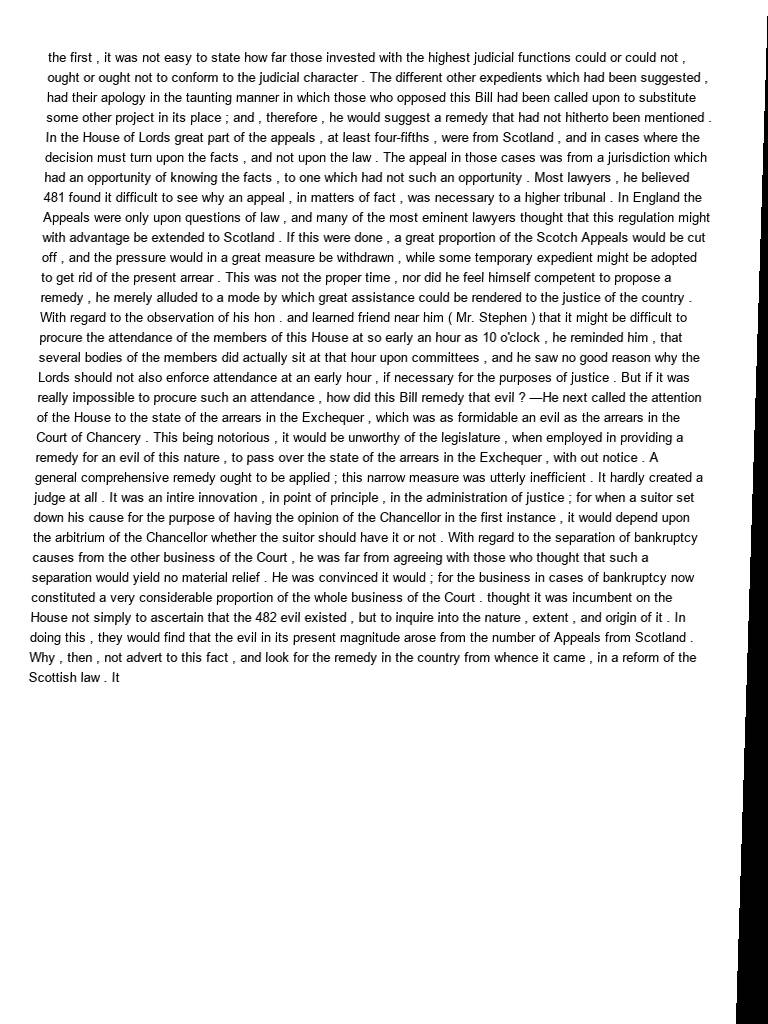 the first , it was not easy to state how far those invested with the highest judicial functions could or could not ,
ought or ought not to conform to the judicial character . The different other expedients which had been suggested ,
had their apology in the taunting manner in which those who opposed this Bill had been called upon to substitute
some other project in its place ; and , therefore , he would suggest a remedy that had not hitherto been mentioned .
In the House of Lords great part of the appeals , at least four-fifths , were from Scotland , and in cases where the
decision must turn upon the facts , and not upon the law . The appeal in those cases was from a jurisdiction which
had an opportunity of knowing the facts , to one which had not such an opportunity . Most lawyers , he believed
481 found it difficult to see why an appeal , in matters of fact , was necessary to a higher tribunal . In England the
Appeals were only upon questions of law , and many of the most eminent lawyers thought that this regulation might
with advantage be extended to Scotland . If this were done , a great proportion of the Scotch Appeals would be cut
off , and the pressure would in a great measure be withdrawn , while some temporary expedient might be adopted
to get rid of the present arrear . This was not the proper time , nor did he feel himself competent to propose a
remedy , he merely alluded to a mode by which great assistance could be rendered to the justice of the country .
With regard to the observation of his hon . and learned friend near him ( Mr. Stephen ) that it might be difficult to
procure the attendance of the members of this House at so early an hour as 10 o'clock , he reminded him , that
several bodies of the members did actually sit at that hour upon committees , and he saw no good reason why the
Lords should not also enforce attendance at an early hour , if necessary for the purposes of justice . But if it was
really impossible to procure such an attendance , how did this Bill remedy that evil ? —He next called the attention
of the House to the state of the arrears in the Exchequer , which was as formidable an evil as the arrears in the
Court of Chancery . This being notorious , it would be unworthy of the legislature , when employed in providing a
remedy for an evil of this nature , to pass over the state of the arrears in the Exchequer , with out notice . A
general comprehensive remedy ought to be applied ; this narrow measure was utterly inefficient . It hardly created a
judge at all . It was an intire innovation , in point of principle , in the administration of justice ; for when a suitor set
down his cause for the purpose of having the opinion of the Chancellor in the first instance , it would depend upon
the arbitrium of the Chancellor whether the suitor should have it or not . With regard to the separation of bankruptcy
causes from the other business of the Court , he was far from agreeing with those who thought that such a
separation would yield no material relief . He was convinced it would ; for the business in cases of bankruptcy now
constituted a very considerable proportion of the whole business of the Court . thought it was incumbent on the
House not simply to ascertain that the 482 evil existed , but to inquire into the nature , extent , and origin of it . In
doing this , they would find that the evil in its present magnitude arose from the number of Appeals from Scotland .
Why , then , not advert to this fact , and look for the remedy in the country from whence it came , in a reform of the
Scottish law . It